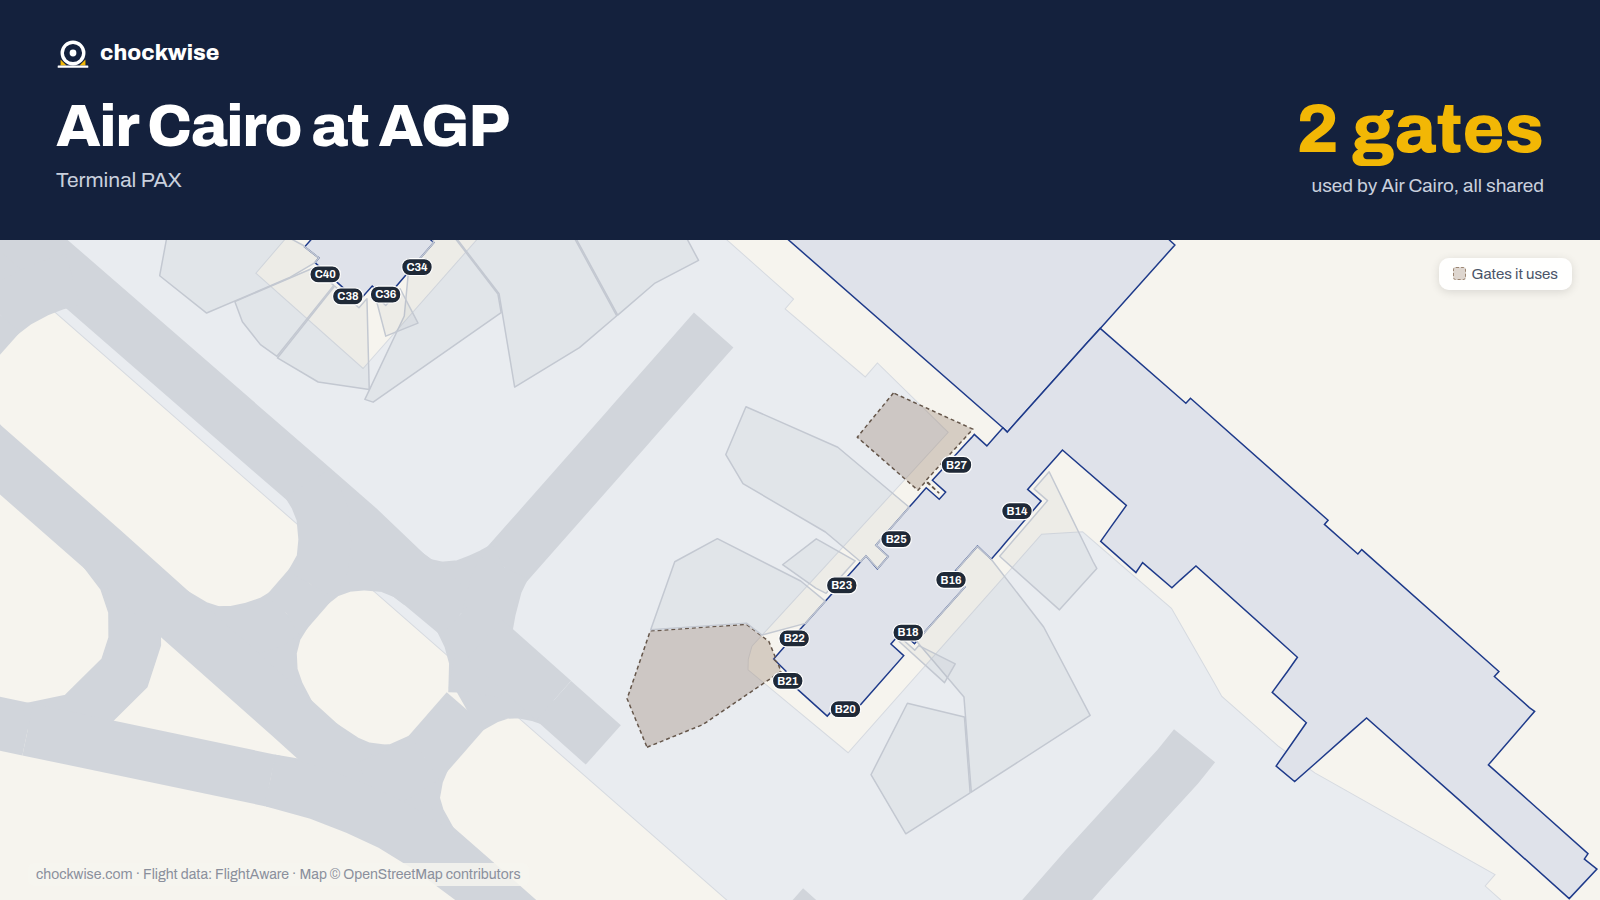 chockwise
Air Cairo at AGP
Terminal PAX
2 gates
used by Air Cairo, all shared
Gates it uses
C40
C34
C38
C36
B27
B14
B25
B16
B23
B18
B22
B21
B20
chockwise.com · Flight data: FlightAware · Map © OpenStreetMap contributors